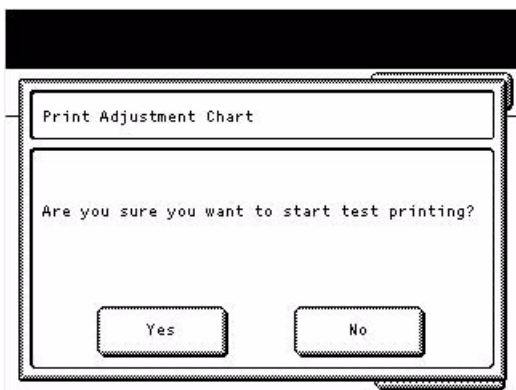 Print Adjustment Chart
Are you sure you want to start test printing?
Yes
No